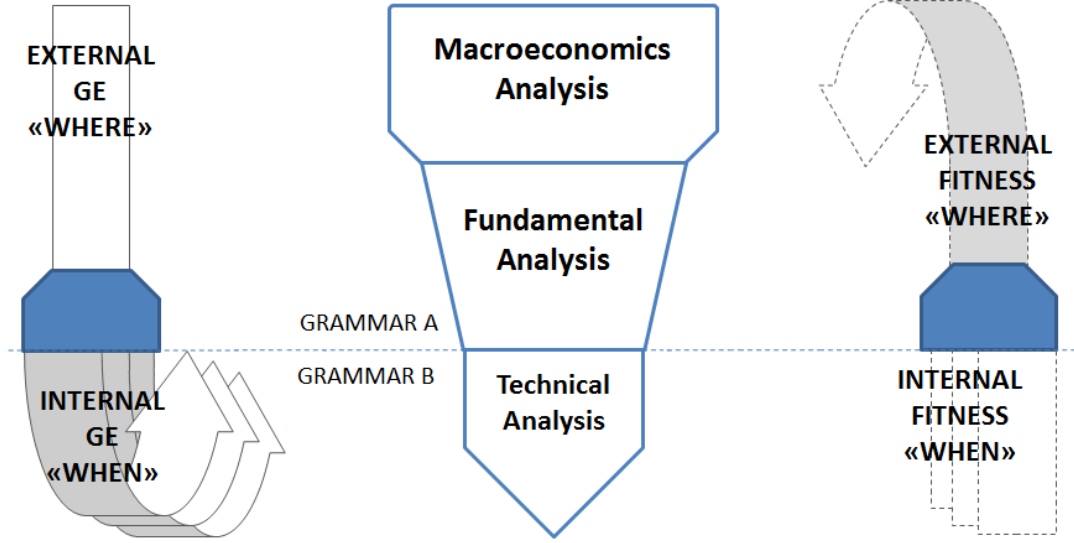 EXTERNAL
GE
«WHERE»
Macroeconomics
Analysis
EXTERNAL
FITNESS
«WHERE»
Fundamental
Analysis
GRAMMAR A
GRAMMAR B
INTERNAL
GE
«WHEN»
Technical
Analysis
INTERNAL
FITNESS
«WHEN»